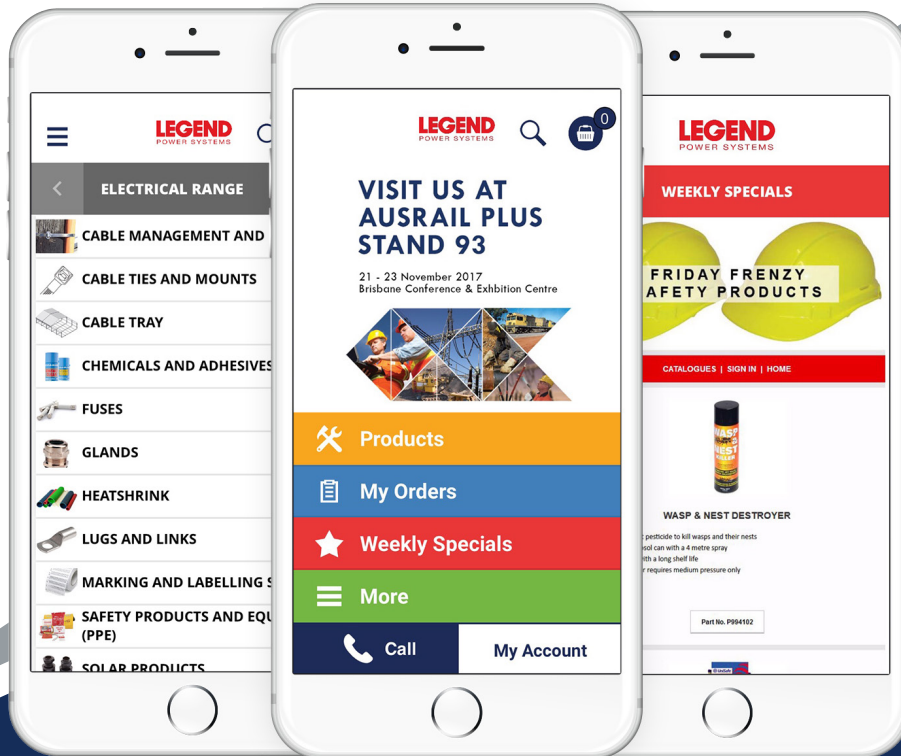 LEGEND
POWER SYSTEMS
ELECTRICAL RANGE
CABLE MANAGEMENT AND
CABLE TIES AND MOUNTS
CABLE TRAY
CHEMICALS AND ADHESIVES
FUSES
GLANDS
HEATSHRINK
LUGS AND LINKS
MARKING AND LABELLING S
SAFETY PRODUCTS AND EQU
(PPE)
SOLAR PRODUCTS
LEGEND
POWER SYSTEMS
0
VISIT US AT
AUSRAIL PLUS
STAND 93
21 - 23 November 2017
Brisbane Conference & Exhbition Centre
Products
My Orders
Weekly Specials
More
Call
My Account
LEGEND
POWER SYSTEMS
WEEKLY SPECIALS
FRIDAY FRENZY
AFETY PRODUCTS
CATALOGUES | SIGN IN | HOME
WASP
NEST
WASP & NEST DESTROYER
pesticide to kill wasps and their nests
sol can with a 4 metre spray
ith a long shelf life
r requires medium pressure only
Part No. P994102